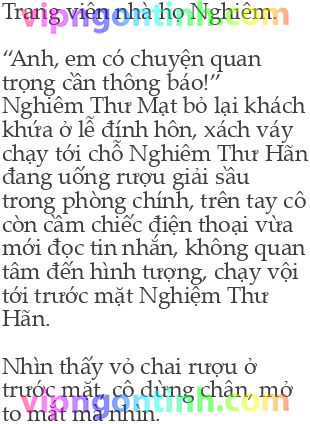 Trang viên nhà họ Nghiêm.
“Anh, em có chuyện quan
trọng cần thông báo!”
Nghiêm Thư Mạt bỏ lại khách
khứa ở lễ đính hôn, xách váy
chạy tới chỗ Nghiêm Thư Hãn
đang uống rượu giải sầu
trong phòng chính, trên tay cô
còn cầm chiếc điện thoại vừa
mới đọc tin nhắn, không quan
tâm đến hình tượng, chạy vội
tới trước mặt Nghiệm Thư
Hãn.
Nhìn thấy vỏ chai rượu ở
trước mặt, cô dừng chân, mở
to mắt mà nhìn.
vipngontinh.com
vipngontinh.com